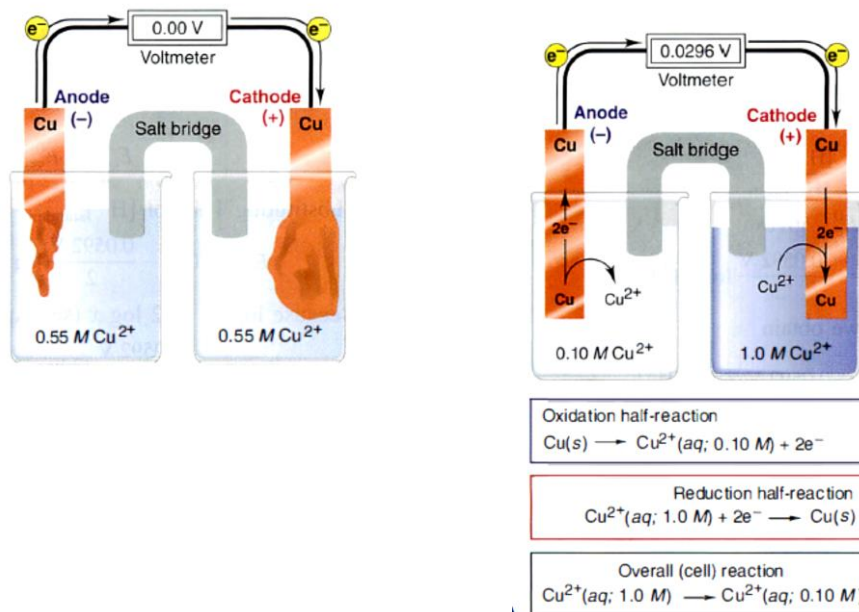 e⁻
0.00 V
e⁻
Voltmeter
Anode
(−)
Cathode
(+)
Cu
Salt bridge
Cu
0.55 M Cu²⁺
0.55 M Cu²⁺
e⁻
0.0296 V
e⁻
Voltmeter
Anode
(−)
Cathode
(+)
Cu
Salt bridge
Cu
2e⁻
2e⁻
Cu
Cu²⁺
Cu²⁺
Cu
0.10 M Cu²⁺
1.0 M Cu²⁺
Oxidation half-reaction
Cu(s) ⟶ Cu²⁺(aq; 0.10 M) + 2e⁻
Reduction half-reaction
Cu²⁺(aq; 1.0 M) + 2e⁻ ⟶ Cu(s)
Overall (cell) reaction
Cu²⁺(aq; 1.0 M) ⟶ Cu²⁺(aq; 0.10 M